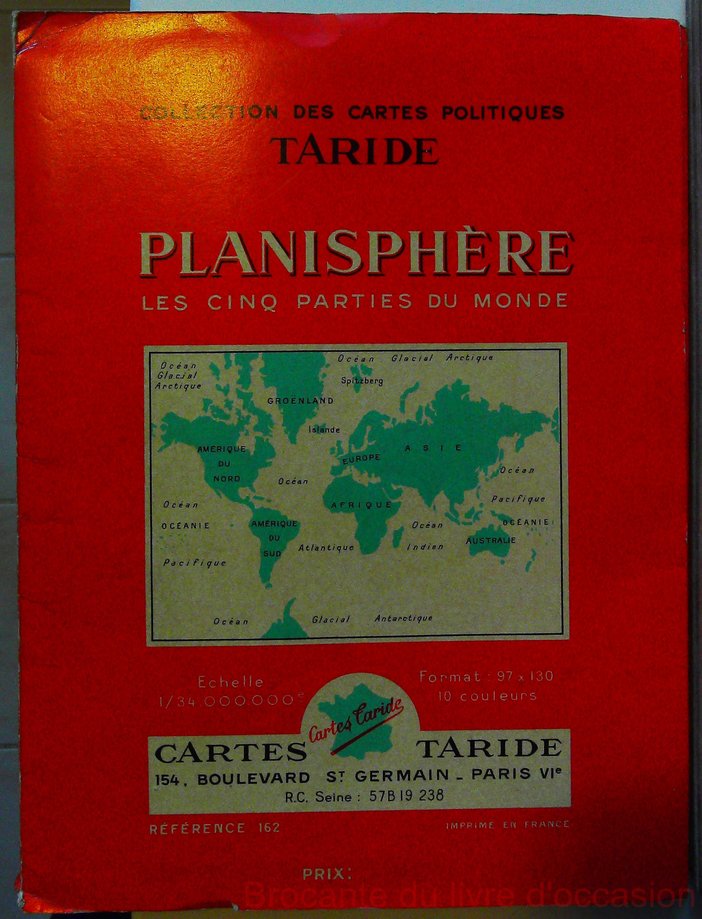 COLLECTION DES CARTES POLITIQUES
TARIDE
PLANISPHÈRE
LES CINQ PARTIES DU MONDE
Océan Glacial Arctique
Océan
Glacial
Arctique
Spitzberg
GROENLAND
Islande
AMÉRIQUE
DU
NORD
EUROPE
ASIE
Océan
Océan
Pacifique
Océan
OCÉANIE
Pacifique
AFRIQUE
AMÉRIQUE
DU
SUD
Atlantique
Océan
Indien
OCÉANIE
AUSTRALIE
Océan Glacial Antarctique
Echelle
1/34.000.000e
Format : 97 x 130
10 couleurs
Cartes Taride
CARTES TARIDE
154, BOULEVARD ST GERMAIN - PARIS VIe
R.C. Seine : 57B 19 238
RÉFÉRENCE 162
IMPRIMÉ EN FRANCE
PRIX:
Brocante du livre d'occasion